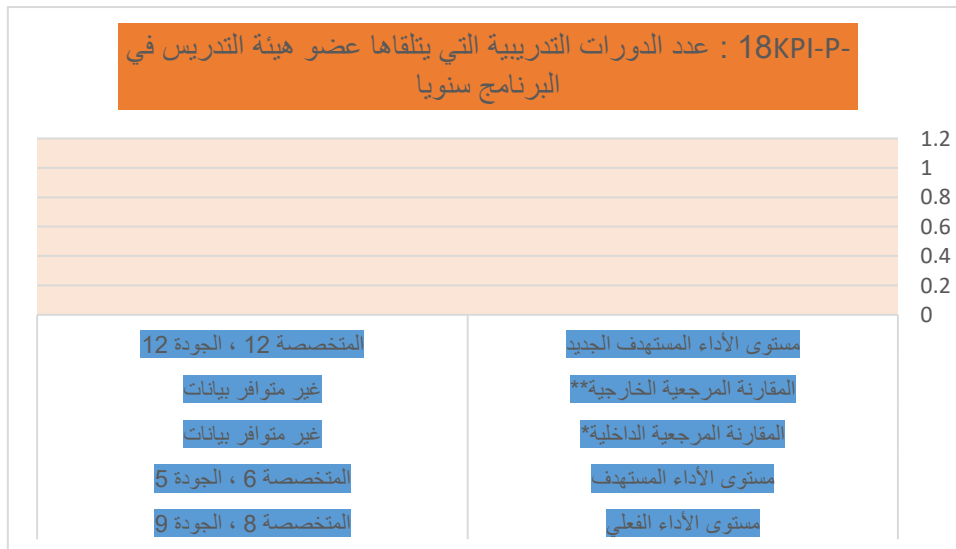 18KPI-P- : عدد الدورات التدريبية التي يتلقاها عضو هيئة التدريس في
البرنامج سنويا
1.2
1
0.8
0.6
0.4
0.2
0
مستوى الأداء المستهدف الجديد
المتخصصة 12 ، الجودة 12
المقارنة المرجعية الخارجية**
غير متوافر بيانات
المقارنة المرجعية الداخلية*
غير متوافر بيانات
مستوى الأداء المستهدف
المتخصصة 6 ، الجودة 5
مستوى الأداء الفعلي
المتخصصة 8 ، الجودة 9